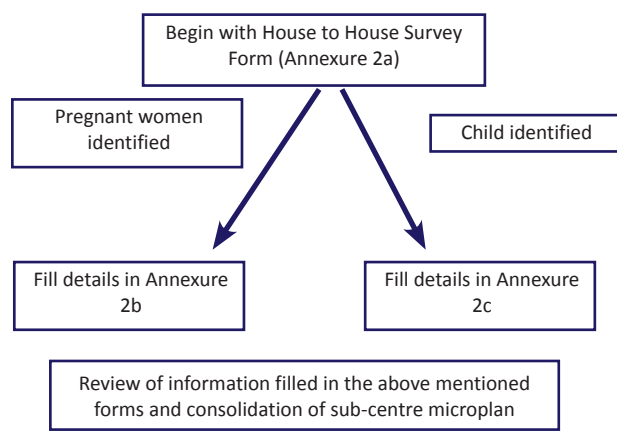 Begin with House to House Survey
Form (Annexure 2a)
Pregnant women
identified
Child identified
Fill details in Annexure
2b
Fill details in Annexure
2c
Review of information filled in the above mentioned
forms and consolidation of sub-centre microplan